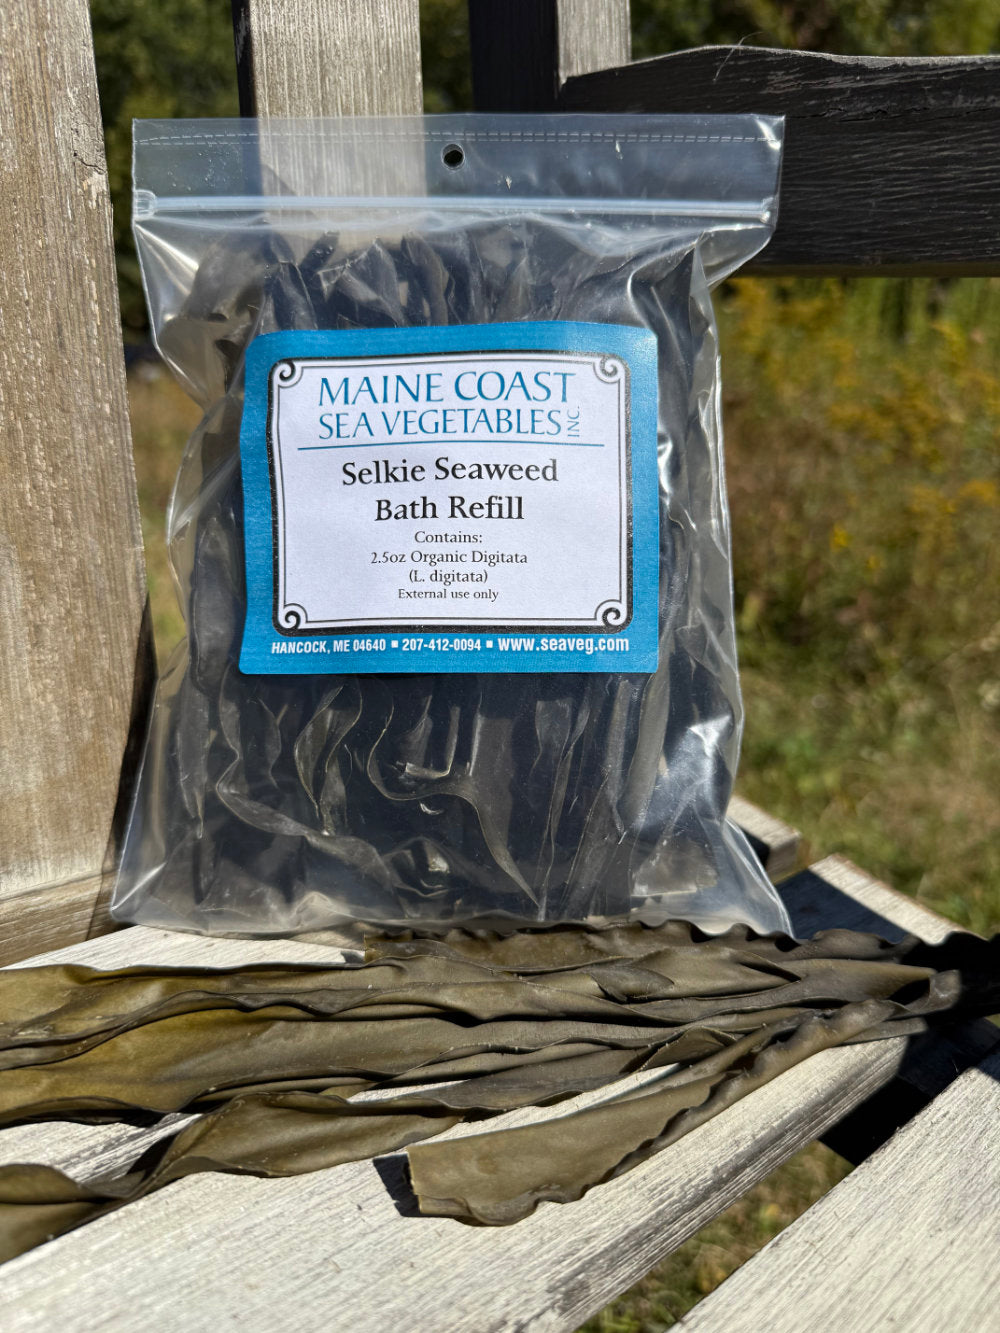 MAINE COAST
SEA VEGETABLES INC.
Selkie Seaweed
Bath Refill
Contains:
2.5oz Organic Digitata
(L. digitata)
External use only
HANCOCK, ME 04640 ▪ 207-412-0094 ▪ www.seaveg.com